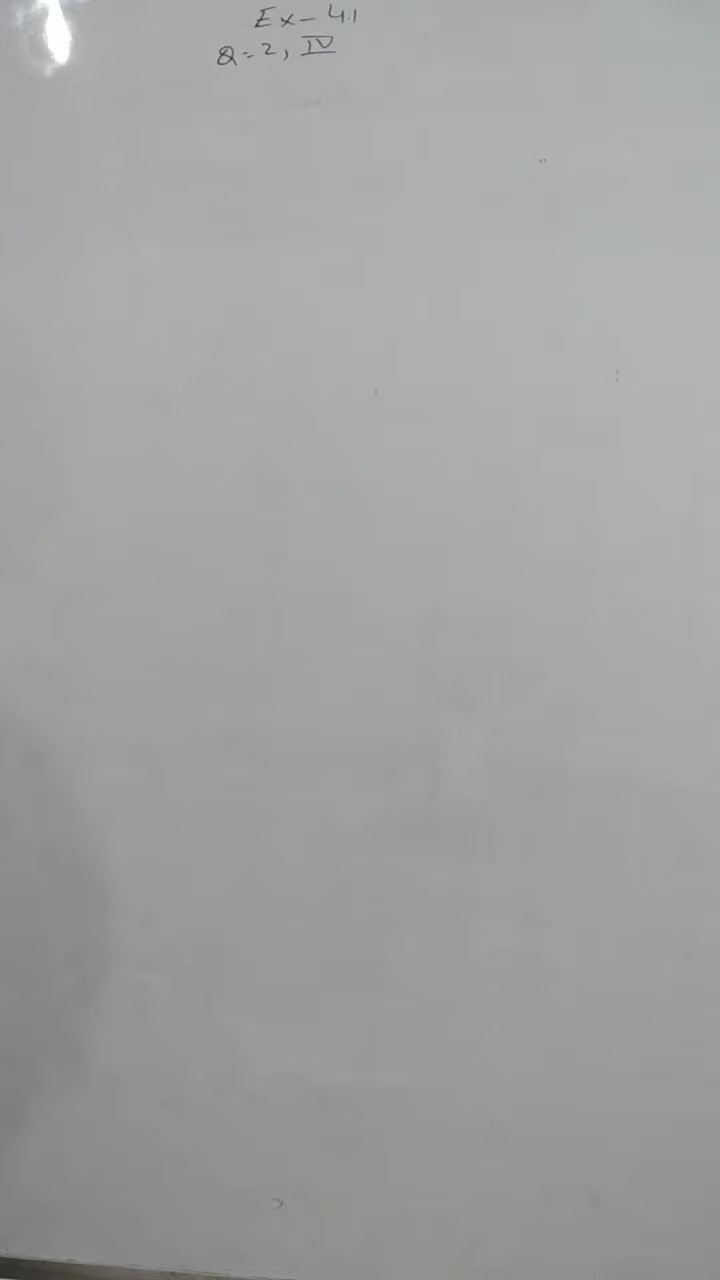 Ex - 4.1
Q = 2, IV